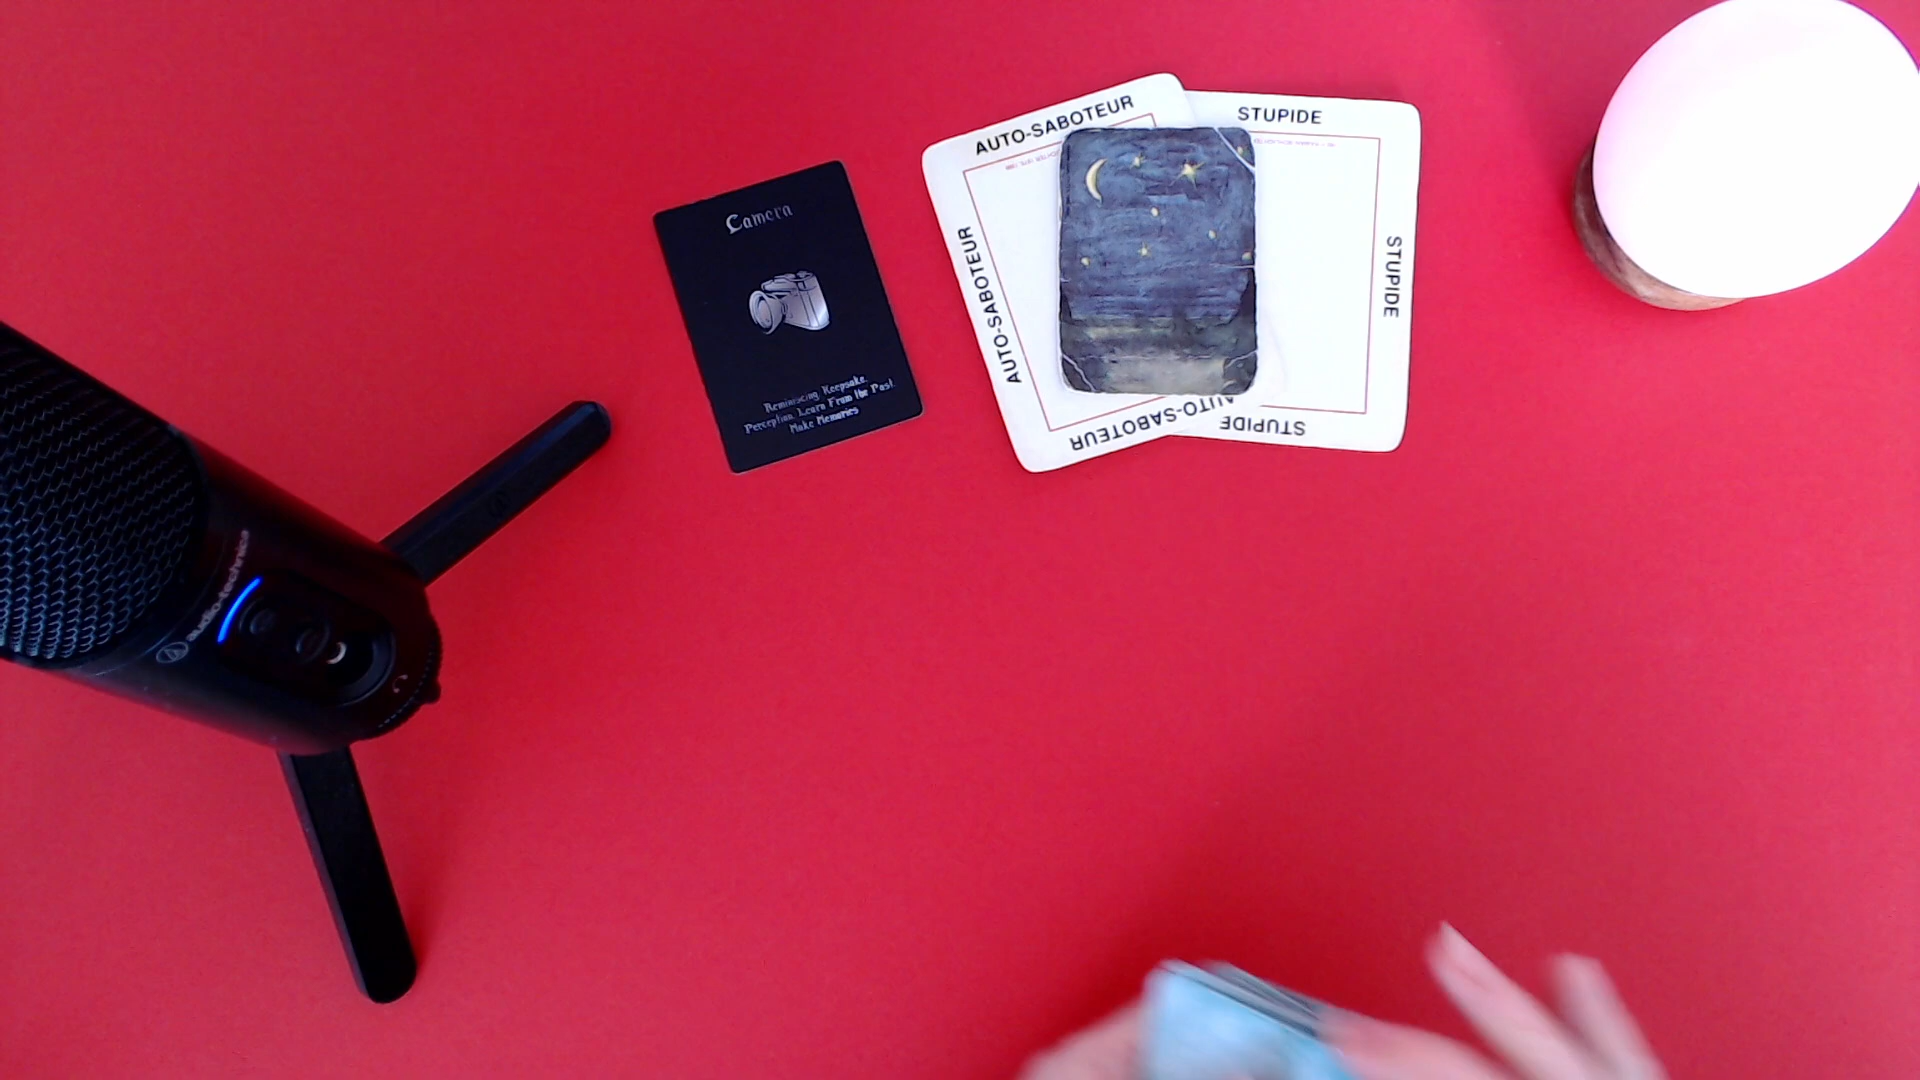 Camera
Reminiscing, Keepsake,
Perception, Learn From the Past,
Make Memories
AUTO-SABOTEUR
AUTO-SABOTEUR
AUTO-SABOTEUR
STUPIDE
STUPIDE
STUPIDE
audio-technica